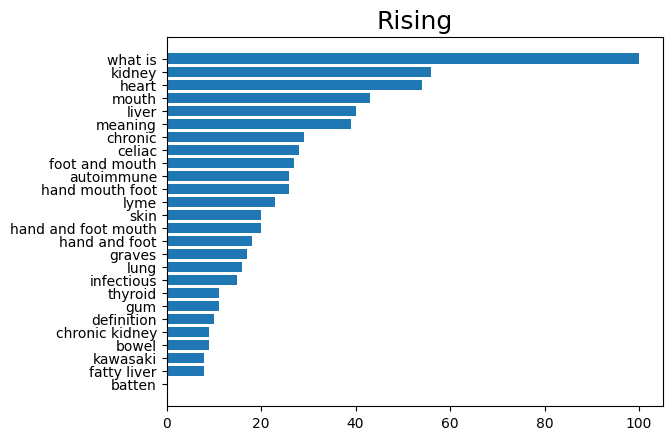 Rising
what is
kidney
heart
mouth
liver
meaning
chronic
celiac
foot and mouth
autoimmune
hand mouth foot
lyme
skin
hand and foot mouth
hand and foot
graves
lung
infectious
thyroid
gum
definition
chronic kidney
bowel
kawasaki
fatty liver
batten
0 20 40 60 80 100